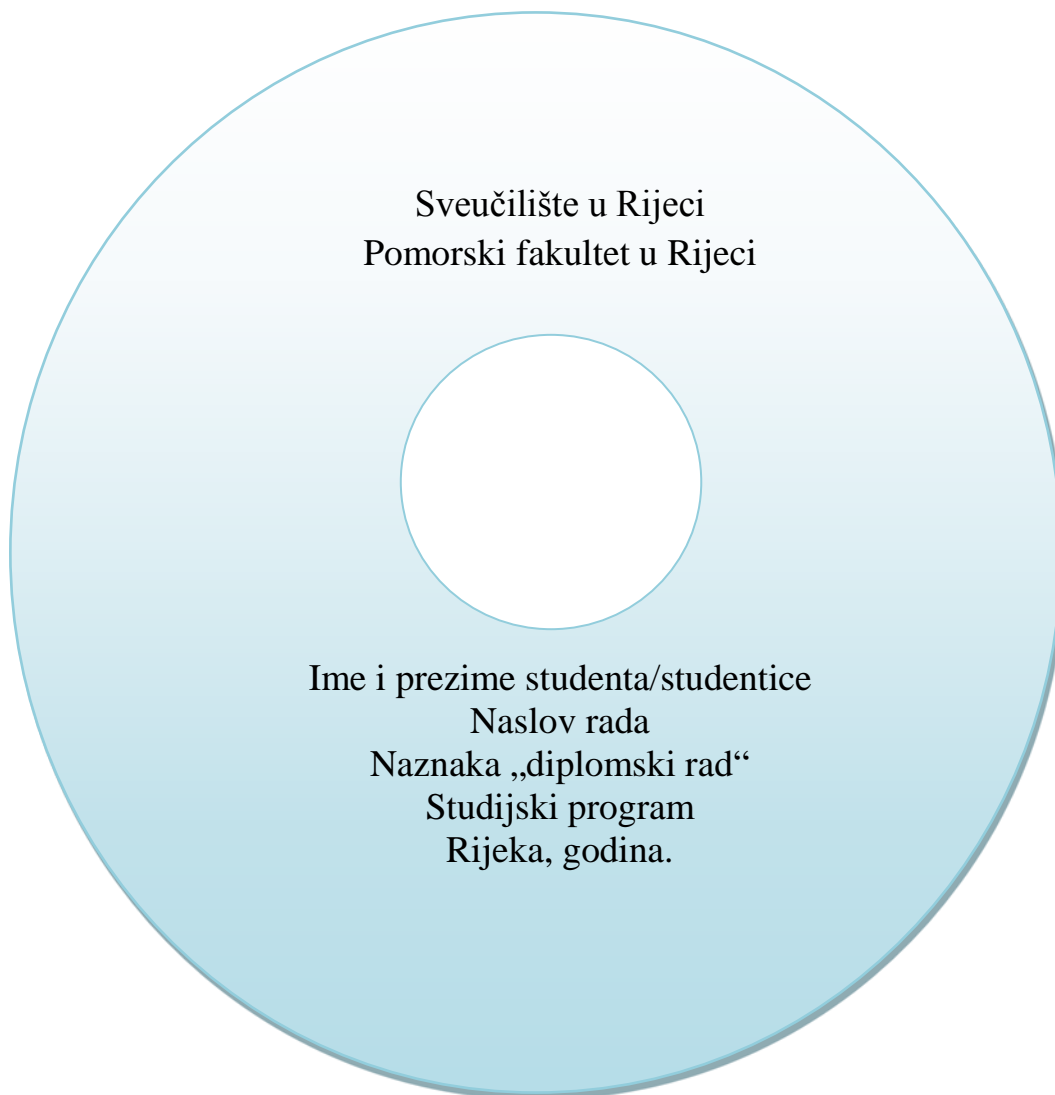 Sveučilište u Rijeci
Pomorski fakultet u Rijeci
Ime i prezime studenta/studentice
Naslov rada
Naznaka „diplomski rad“
Studijski program
Rijeka, godina.